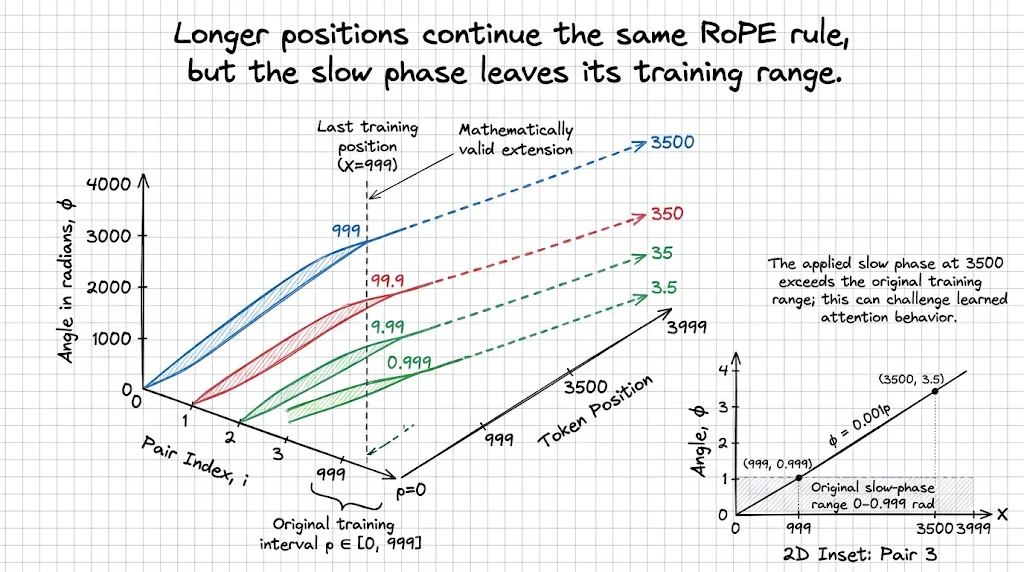 Longer positions continue the same RoPE rule,
but the slow phase leaves its training range.
Last training
position
(X=999)
Mathematically
valid extension
3500
350
35
3.5
999
99.9
9.99
0.999
Angle in radians, ϕ
4000
3000
2000
1000
0
0
1
2
3
999
Pair Index, i
p=0
999
3500
3999
Token Position
Original training
interval p ∈ [0, 999]
The applied slow phase at 3500
exceeds the original training
range; this can challenge learned
attention behavior.
Angle, ϕ
4
3
2
1
0
(3500, 3.5)
ϕ = 0.001p
(999, 0.999)
Original slow-phase
range 0–0.999 rad
0
999
3500
3999
X
2D Inset: Pair 3